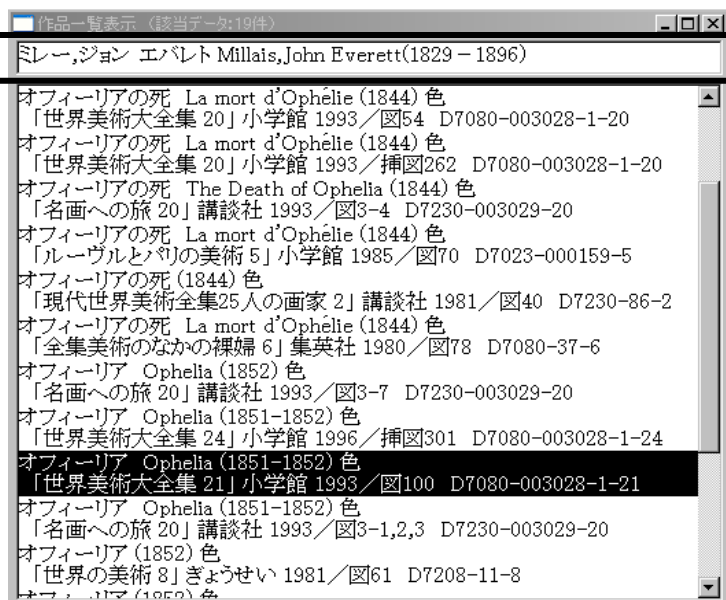 作品一覧表示 (該当データ:19件)
ミレー,ジョン エバレト Millais,John Everett(1829－1896)
オフィーリアの死 La mort d'Ophélie (1844) 色
「世界美術大全集 20」小学館 1993／図54 D7080-003028-1-20
オフィーリアの死 La mort d'Ophélie (1844) 色
「世界美術大全集 20」小学館 1993／挿図262 D7080-003028-1-20
オフィーリアの死 The Death of Ophelia (1844) 色
「名画への旅 20」講談社 1993／図3-4 D7230-003029-20
オフィーリアの死 La mort d'Ophélie (1844) 色
「ルーヴルとパリの美術 5」小学館 1985／図70 D7023-000159-5
オフィーリアの死 (1844) 色
「現代世界美術全集25人の画家 2」講談社 1981／図40 D7230-86-2
オフィーリアの死 La mort d'Ophélie (1844) 色
「全集美術のなかの裸婦 6」集英社 1980／図78 D7080-37-6
オフィーリア Ophelia (1852) 色
「名画への旅 20」講談社 1993／図3-7 D7230-003029-20
オフィーリア Ophelia (1851-1852) 色
「世界美術大全集 24」小学館 1996／挿図301 D7080-003028-1-24
オフィーリア Ophelia (1851-1852) 色
「世界美術大全集 21」小学館 1993／図100 D7080-003028-1-21
オフィーリア Ophelia (1851-1852) 色
「名画への旅 20」講談社 1993／図3-1,2,3 D7230-003029-20
オフィーリア (1852) 色
「世界の美術 8」ぎょうせい 1981／図61 D7208-11-8
オフィーリア (1852) 色